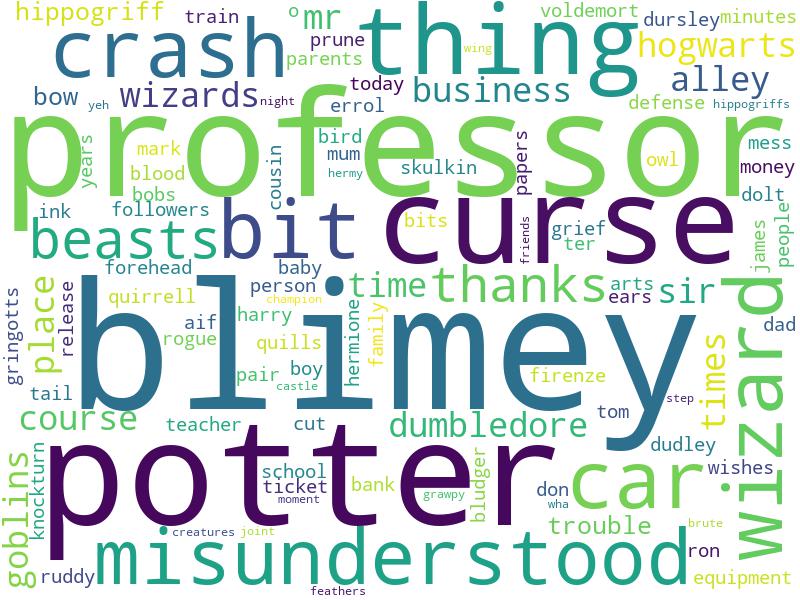 hippogriff
train
o
mr
voldemort
dursley
minutes
crash
prune
thing
wing
hogwarts
parents
bow
yeh
wizards
night
today
errol
business
alley
defense
hippogriffs
professor
years
mark
blood
bobs
cousin
bird
mum
hermy
skulkin
papers
owl
mess
money
dolt
ink
followers
beasts
bit
curse
bits
friends
grief
ter
james
people
forehead
baby
person
champion
time
thanks
arts
ears
sir
wizard
dad
gringotts
place
release
quirrell
aif
rogue
harry
quills
hermione
family
blimey
firenze
times
tail
pair
boy
castle
tom
step
course
teacher
cut
dumbledore
dudley
goblins
knockturn
potter
school
ticket
moment
bank
grawpy
bludger
don
wha
car
wishes
trouble
brute
ron
creatures
joint
ruddy
misunderstood
equipment
feathers